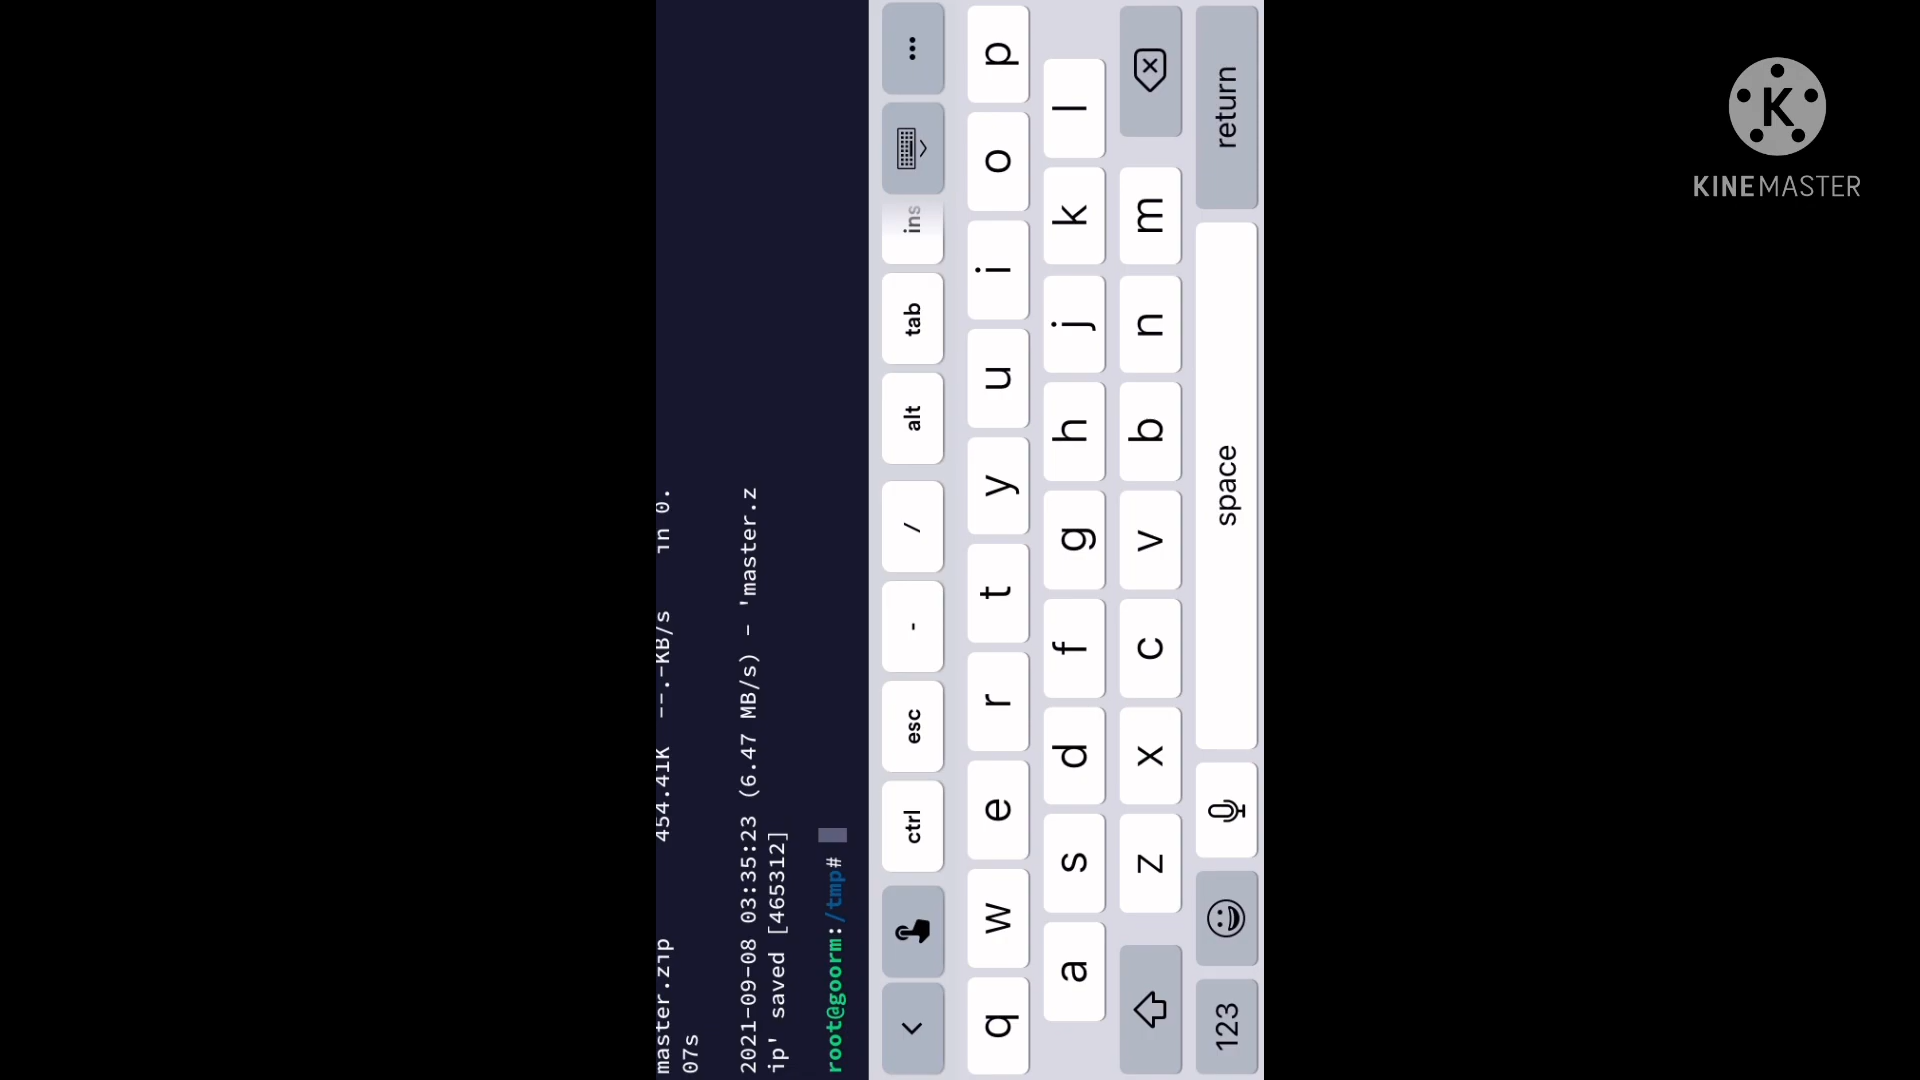 master.zip 454.41K --.-KB/s in 0.
07s
2021-09-08 03:35:23 (6.47 MB/s) - 'master.z
ip' saved [465312]
root@goorm:/tmp#
ctrl esc - / alt tab ins ...
q w e r t y u i o p
a s d f g h j k l
z x c v b n m
123 space return
K
KINEMASTER